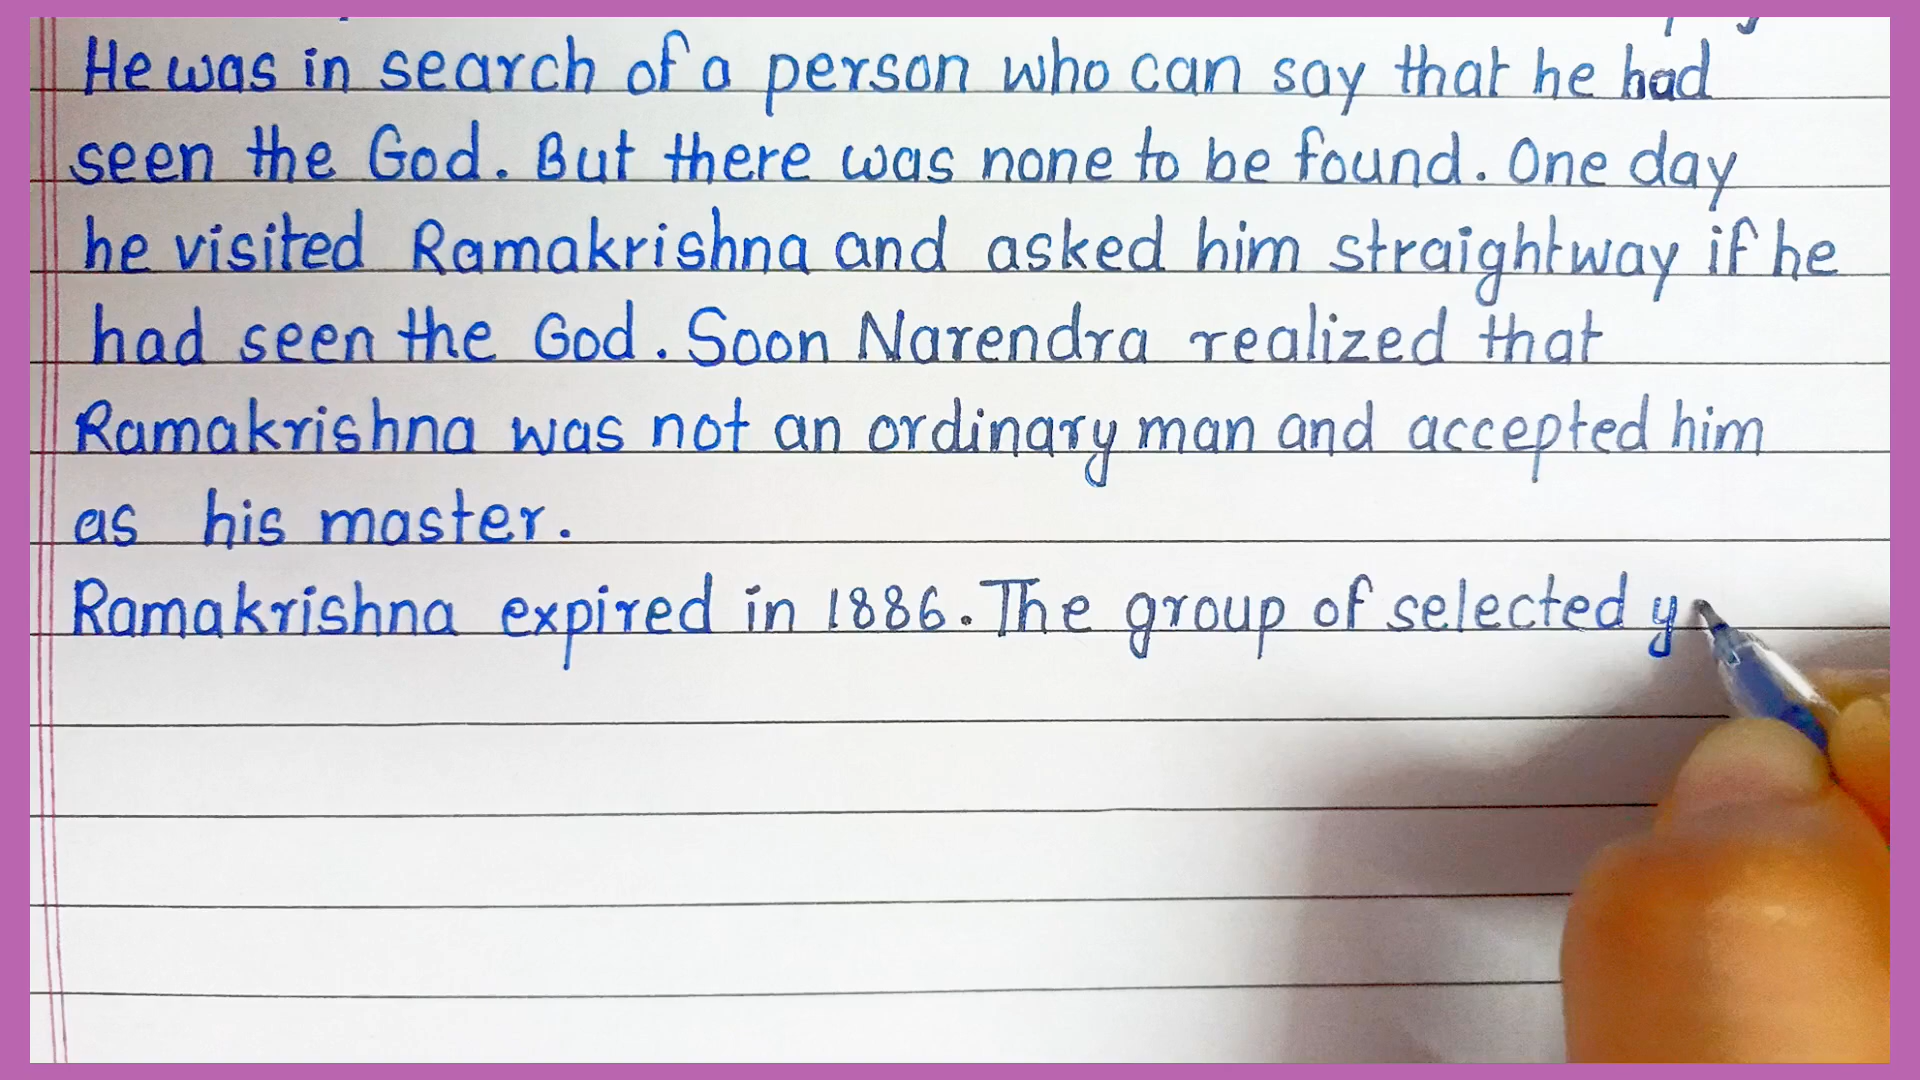 He was in search of a person who can say that he had
seen the God. But there was none to be found. One day
he visited Ramakrishna and asked him straightway if he
had seen the God. Soon Narendra realized that
Ramakrishna was not an ordinary man and accepted him
as his master.
Ramakrishna expired in 1886. The group of selected y